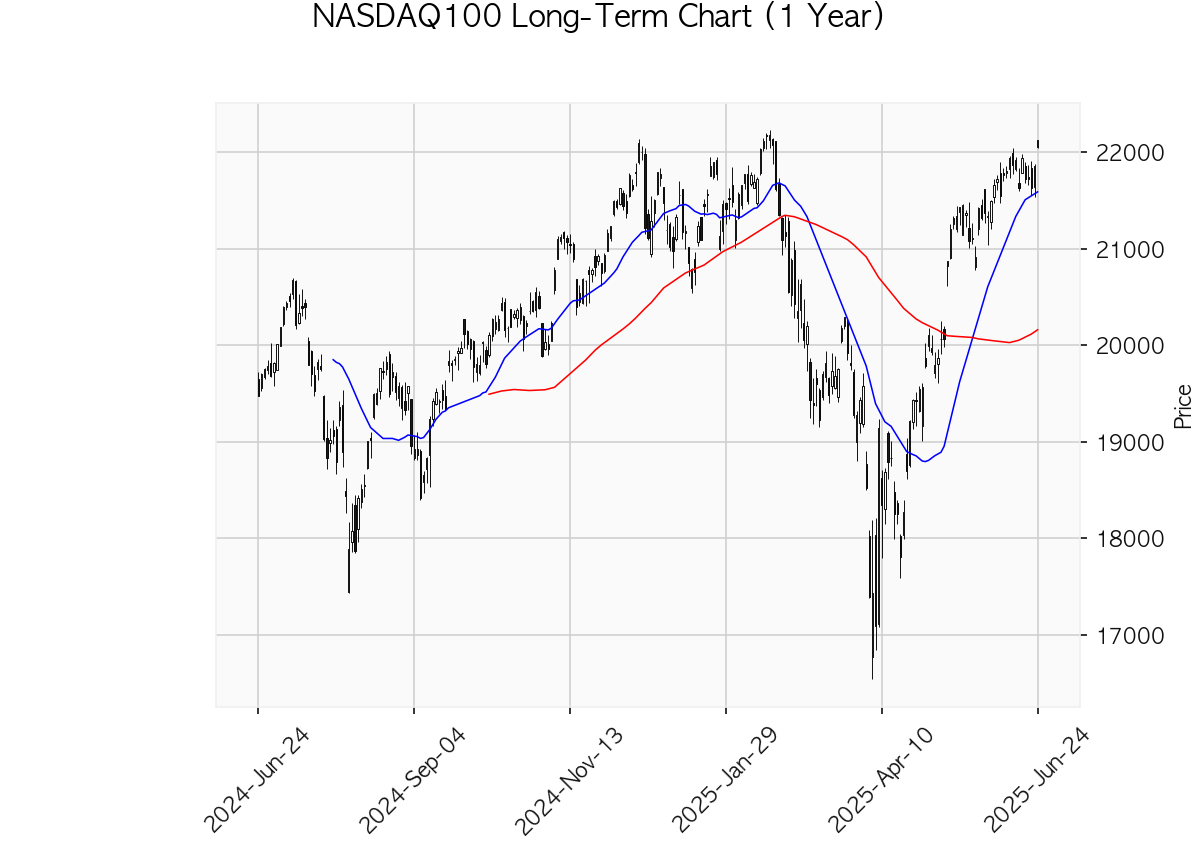 NASDAQ100 Long-Term Chart (1 Year)
22000
21000
20000
19000
18000
17000
Price
2024-Jun-24
2024-Sep-04
2024-Nov-13
2025-Jan-29
2025-Apr-10
2025-Jun-24